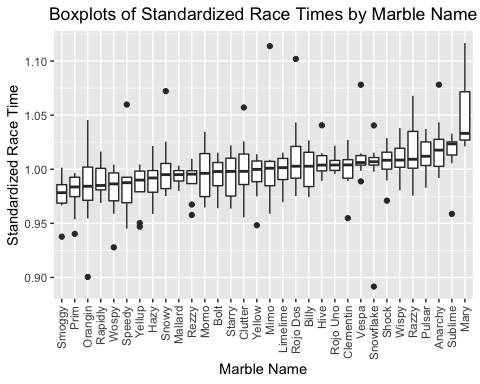 Boxplots of Standardized Race Times by Marble Name
Standardized Race Time
1.10
1.05
1.00
0.95
0.90
Smoggy
Prim
Orangin
Rapidly
Wospy
Speedy
Yellup
Hazy
Snowy
Mallard
Rezzy
Momo
Bolt
Starry
Clutter
Yellow
Mimo
Limelime
Rojo Dos
Billy
Hive
Rojo Uno
Clementin
Vespa
Snowflake
Shock
Wispy
Razzy
Pulsar
Anarchy
Sublime
Mary
Marble Name